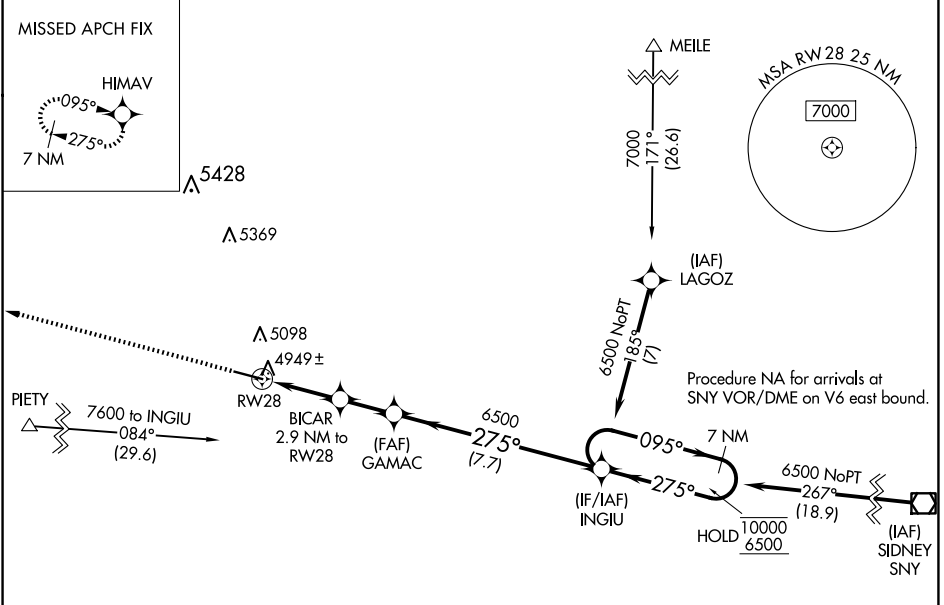 MISSED APCH FIX
HIMAV
095°
275°
7 NM
5428
5369
MEILE
7000
171°
(26.6)
MSA RW28 25 NM
7000
(IAF)
LAGOZ
6500 NoPT
185°
(7)
5098
4949±
RW28
PIETY
7600 to INGIU
084°
(29.6)
BICAR
2.9 NM to
RW28
(FAF)
GAMAC
6500
275°
(7.7)
Procedure NA for arrivals at
SNY VOR/DME on V6 east bound.
095°
7 NM
275°
(IF/IAF)
INGIU
HOLD
10000
6500
6500 NoPT
267°
(18.9)
(IAF)
SIDNEY
SNY